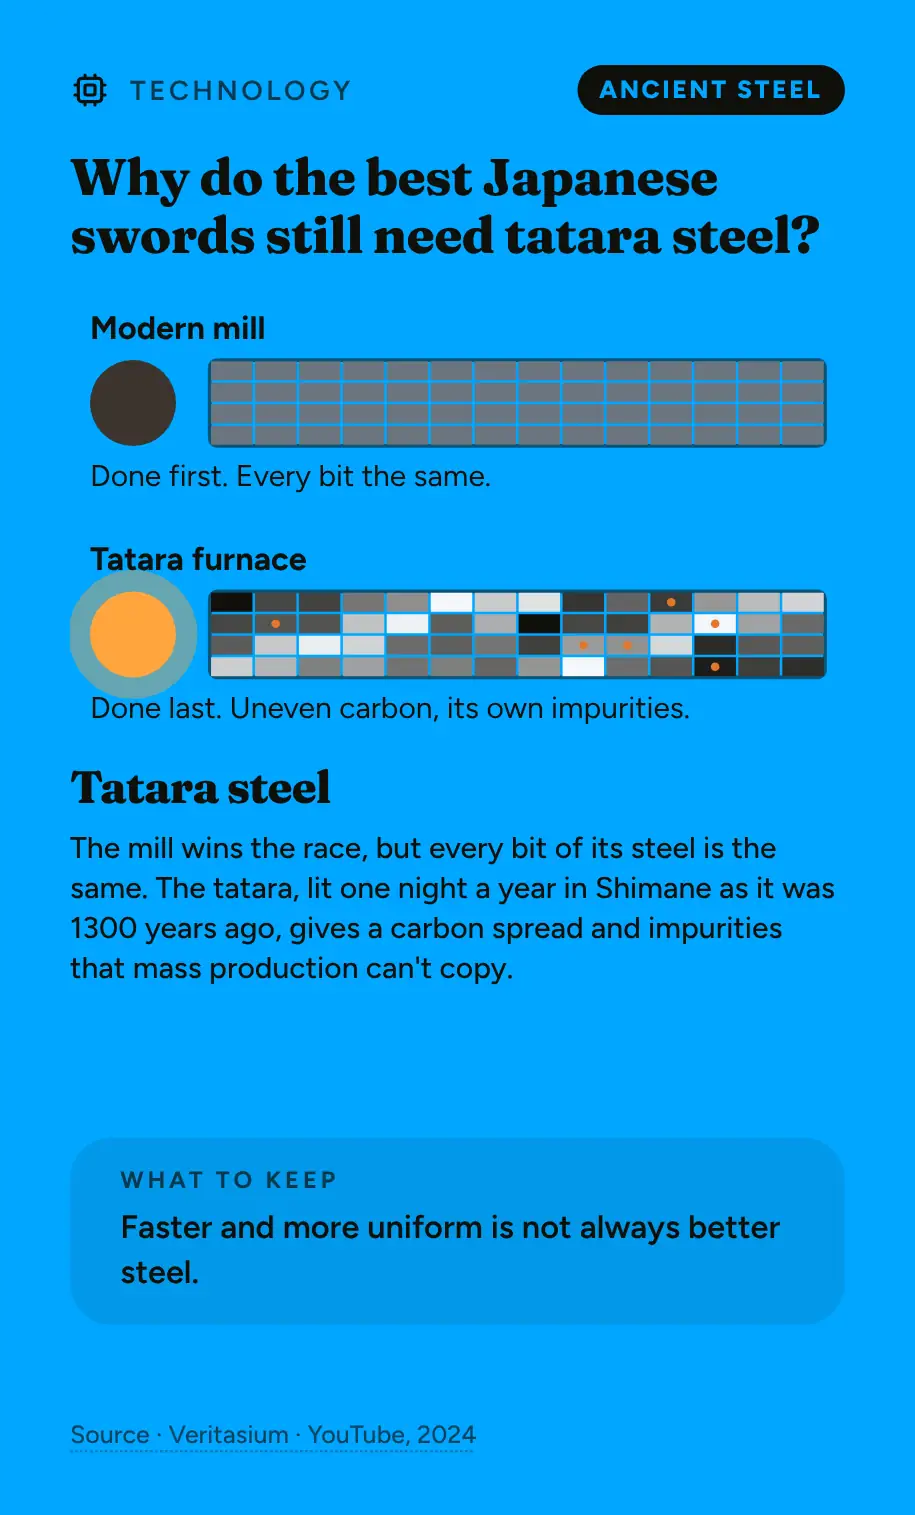 TECHNOLOGY
ANCIENT STEEL
Why do the best Japanese
swords still need tatara steel?
Modern mill
Done first. Every bit the same.
Tatara furnace
Done last. Uneven carbon, its own impurities.
Tatara steel
The mill wins the race, but every bit of its steel is the
same. The tatara, lit one night a year in Shimane as it was
1300 years ago, gives a carbon spread and impurities
that mass production can't copy.
WHAT TO KEEP
Faster and more uniform is not always better
steel.
Source · Veritasium · YouTube, 2024